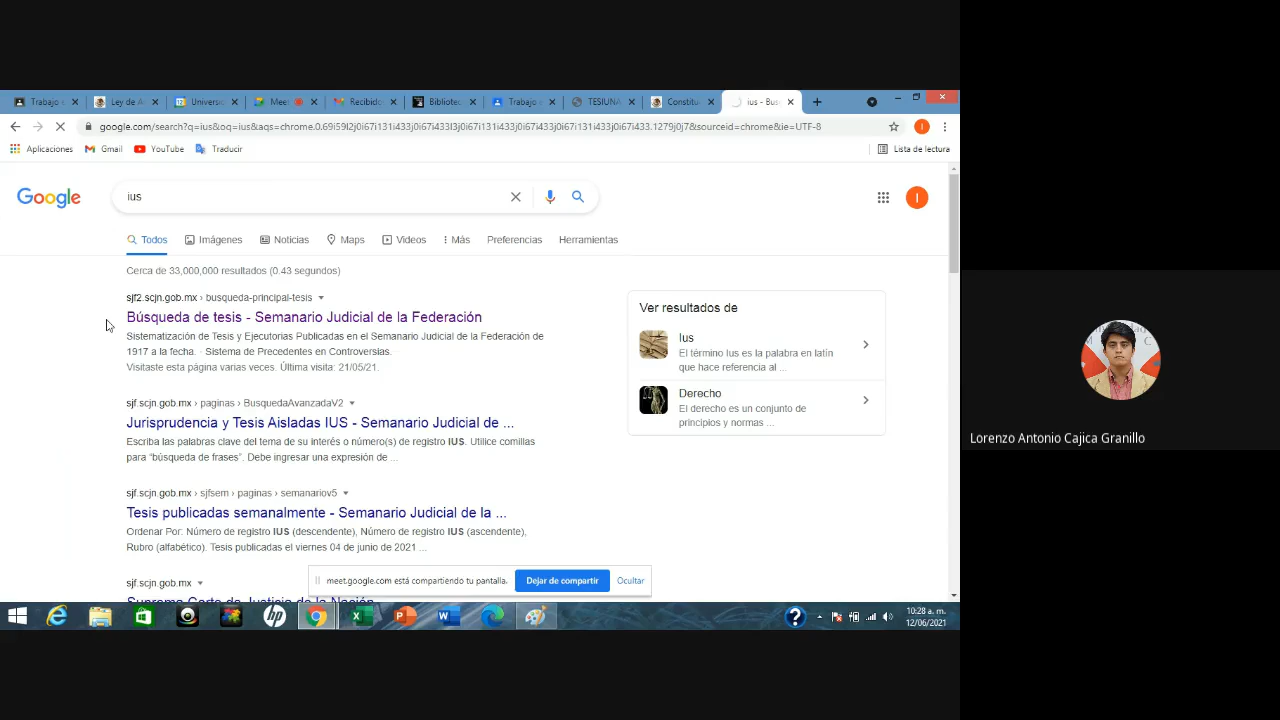 Trabajo
Ley de A
Universi
Meet
Recibido
Bibliotec
Trabajo
TESIUNA
Constitu
ius - Bus
google.com/search?q=ius&oq=ius&aqs=chrome.0.69i59l2j0i67i131i433j0i67i433l3j0i67i131i433j0i67i433j0i67i131i433j0i67i433.1279j0j7&sourceid=chrome&ie=UTF-8
Aplicaciones
Gmail
YouTube
Traducir
Lista de lectura
Google
ius
Todos
Imágenes
Noticias
Maps
Videos
Más
Preferencias
Herramientas
Cerca de 33,000,000 resultados (0.43 segundos)
sjf2.scjn.gob.mx › busqueda-principal-tesis
Búsqueda de tesis - Semanario Judicial de la Federación
Sistematización de Tesis y Ejecutorias Publicadas en el Semanario Judicial de la Federación de
1917 a la fecha. · Sistema de Precedentes en Controversias.
Visitaste esta página varias veces. Última visita: 21/05/21.
sjf.scjn.gob.mx › paginas › BusquedaAvanzadaV2
Jurisprudencia y Tesis Aisladas IUS - Semanario Judicial de ...
Escriba las palabras clave del tema de su interés o número(s) de registro IUS. Utilice comillas
para “búsqueda de frases”. Debe ingresar una expresión de ...
sjf.scjn.gob.mx › sjfsem › paginas › semanariov5
Tesis publicadas semanalmente - Semanario Judicial de la ...
Ordenar Por: Número de registro IUS (descendente), Número de registro IUS (ascendente),
Rubro (alfabético). Tesis publicadas el viernes 04 de junio de 2021 ...
sjf.scjn.gob.mx
Suprema Corte de Justicia de la Nación
Ver resultados de
Ius
El término Ius es la palabra en latín
que hace referencia al ...
Derecho
El derecho es un conjunto de
principios y normas ...
meet.google.com está compartiendo tu pantalla.
Dejar de compartir
Ocultar
10:28 a. m.
12/06/2021
Lorenzo Antonio Cajica Granillo